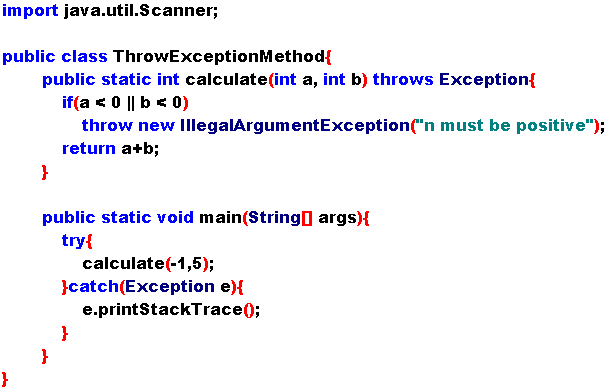 import java.util.Scanner;

public class ThrowExceptionMethod{
    public static int calculate(int a, int b) throws Exception{
      if(a < 0 || b < 0)
        throw new IllegalArgumentException("n must be positive");
      return a+b;
    }

    public static void main(String[] args){
      try{
        calculate(-1,5);
      }catch(Exception e){
        e.printStackTrace();
      }
    }
}